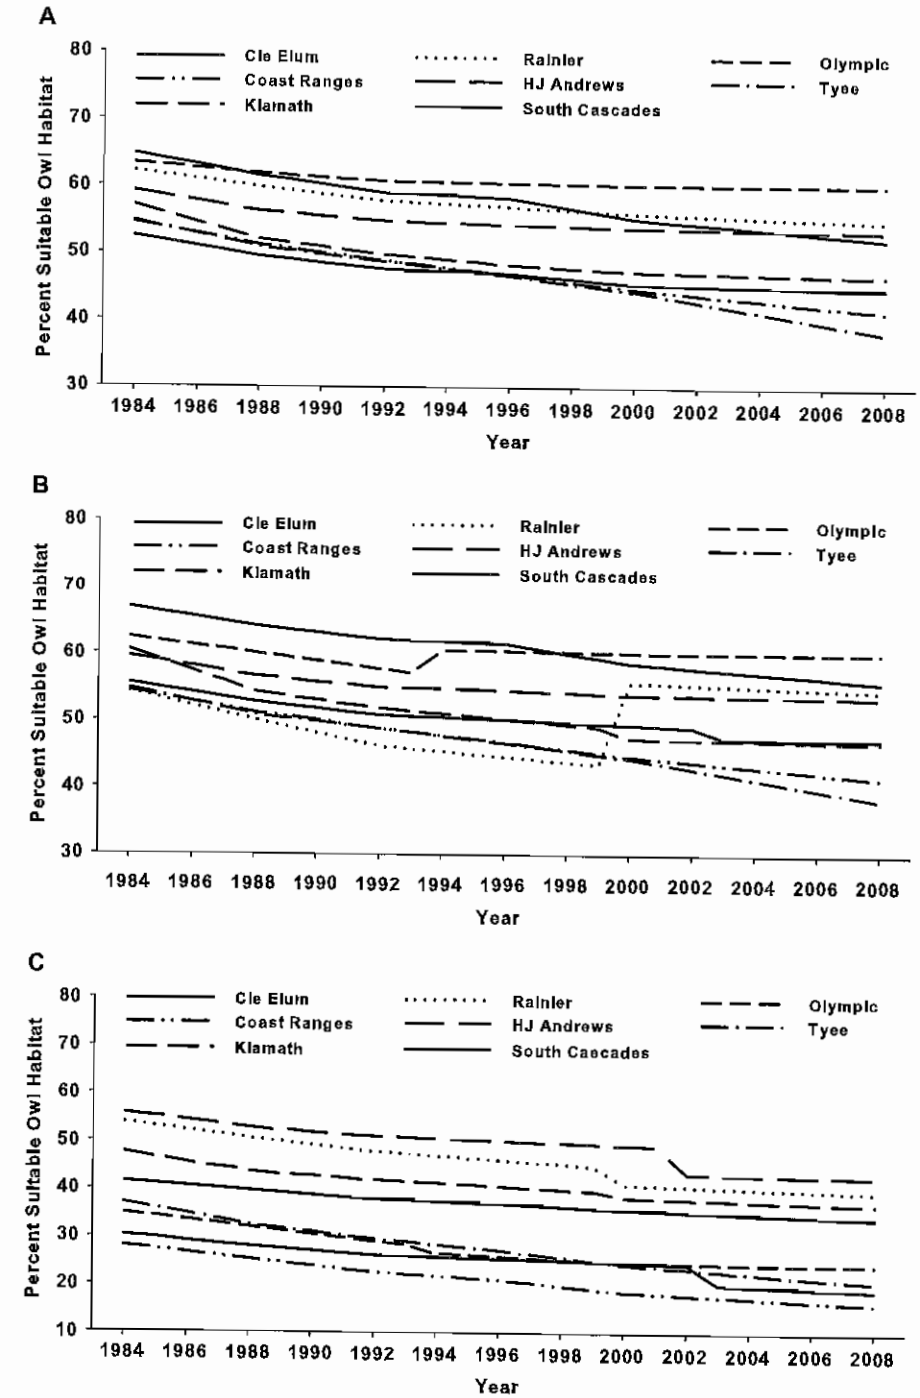 A
80
Cle Elum Rainier Olympic
Coast Ranges HJ Andrews Tyee
Klamath South Cascades
70
60
50
40
30
Percent Suitable Owl Habitat
1984 1986 1988 1990 1992 1994 1996 1998 2000 2002 2004 2006 2008
Year
B
80
Cle Elum Rainier Olympic
Coast Ranges HJ Andrews Tyee
Klamath South Cascades
70
60
50
40
30
Percent Suitable Owl Habitat
1984 1986 1988 1990 1992 1994 1996 1998 2000 2002 2004 2006 2008
Year
C
80
Cle Elum Rainier Olympic
Coast Ranges HJ Andrews Tyee
Klamath South Cascades
70
60
50
40
30
20
10
Percent Suitable Owl Habitat
1984 1986 1988 1990 1992 1994 1996 1998 2000 2002 2004 2006 2008
Year